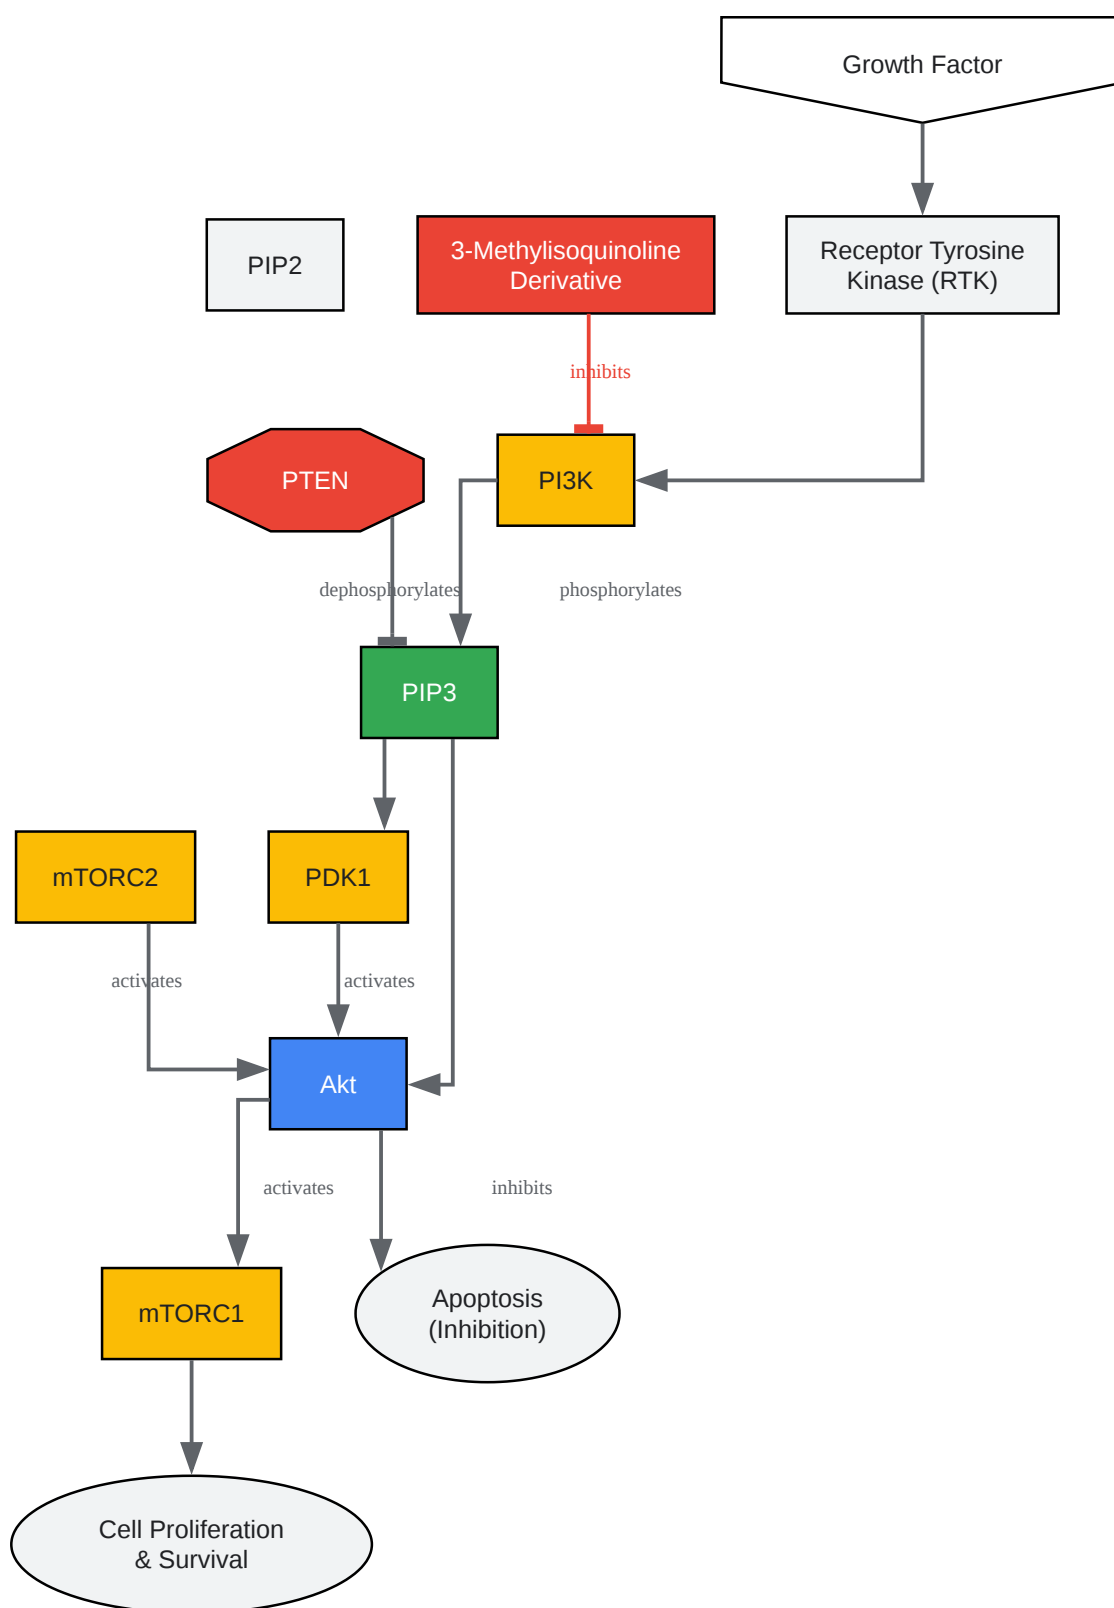 Growth Factor
PIP2
3-Methylisoquinoline
Derivative
Receptor Tyrosine
Kinase (RTK)
inhibits
PTEN
PI3K
dephosphorylates
phosphorylates
PIP3
mTORC2
PDK1
activates
activates
Akt
activates
inhibits
mTORC1
Apoptosis
(Inhibition)
Cell Proliferation
& Survival